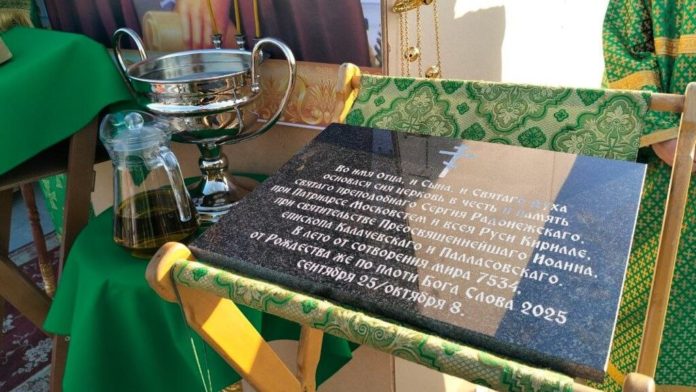 Во имя Отца, и Сына, и Святаго Духа
основася сия церковь в честь и память
святаго преподобнаго Сергия Радонежскаго,
при Патриарсе Московстем и всея Руси Кирилле,
при святительстве Преосвященнейшаго Иоанна,
епископа Калачевскаго и Палласовскаго.
В лето от сотворения мира 7534,
от Рождества же по плоти Бога Слова 2025
сентября 25/октября 8.